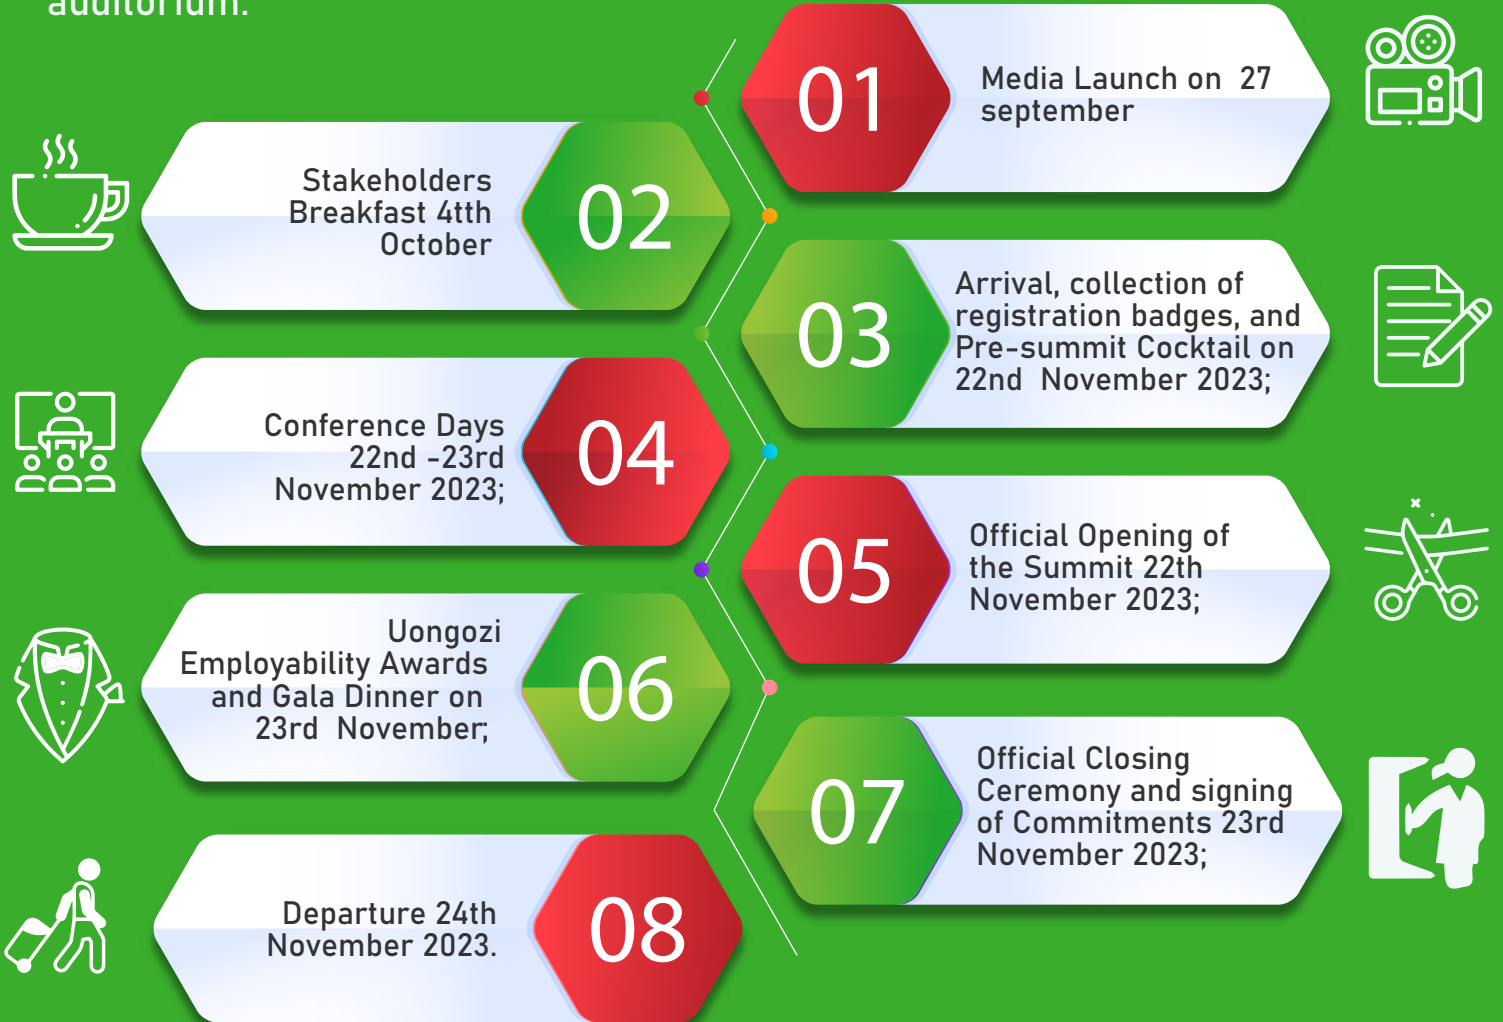 auditorium.
01
Media Launch on 27
september
02
Stakeholders
Breakfast 4tth
October
03
Arrival, collection of
registration badges, and
Pre-summit Cocktail on
22nd November 2023;
04
Conference Days
22nd -23rd
November 2023;
05
Official Opening of
the Summit 22th
November 2023;
06
Uongozi
Employability Awards
and Gala Dinner on
23rd November;
07
Official Closing
Ceremony and signing
of Commitments 23rd
November 2023;
08
Departure 24th
November 2023.